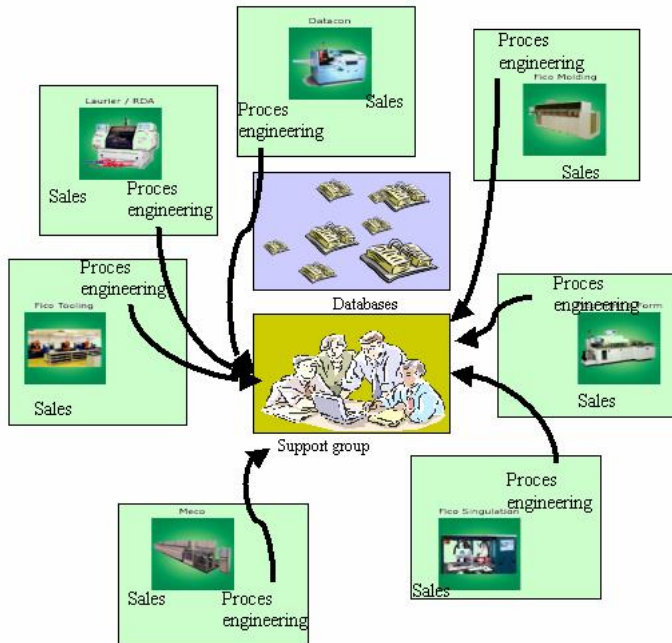 Datacon
Sales
Proces
engineering
Proces
engineering
Fico Molding
Sales
Laurier / RDA
Sales
Proces
engineering
Databases
Proces
engineering
Fico Tooling
Sales
Support group
Proces
engineering
Form
Sales
Proces
engineering
Fico Singulation
Sales
Meco
Sales
Proces
engineering